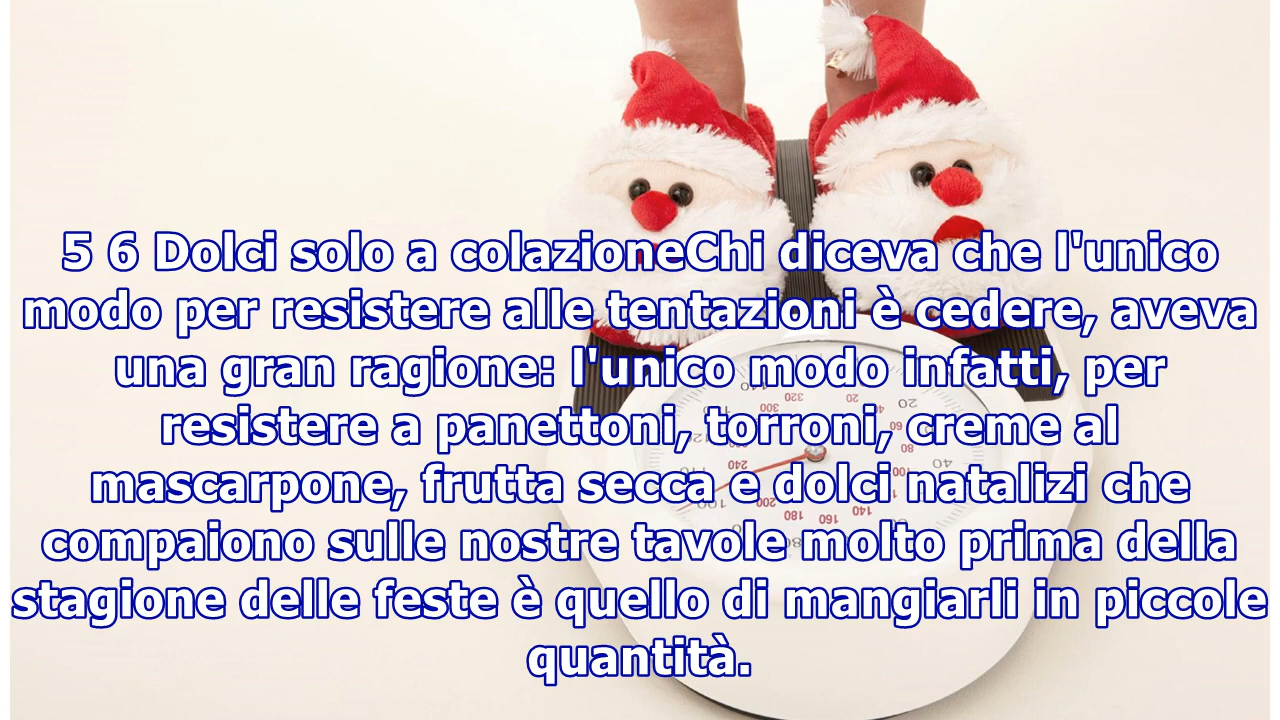 5 6 Dolci solo a colazioneChi diceva che l'unico
modo per resistere alle tentazioni è cedere, aveva
una gran ragione: l'unico modo infatti, per
resistere a panettoni, torroni, creme al
mascarpone, frutta secca e dolci natalizi che
compaiono sulle nostre tavole molto prima della
stagione delle feste è quello di mangiarli in piccole
quantità.